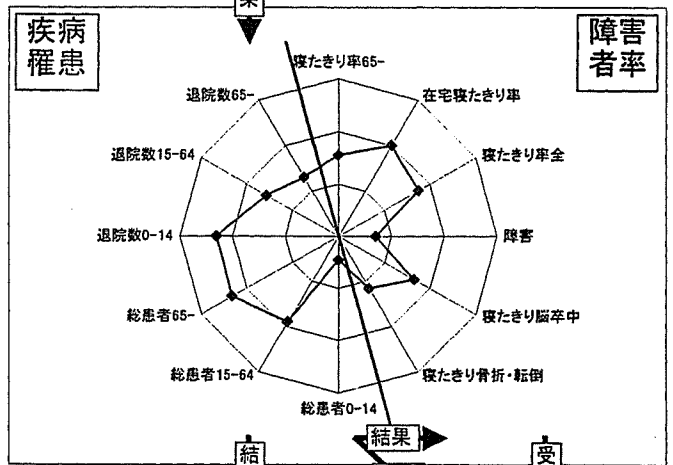 果
疾病
罹患
障害
者率
寝たきり率65-
退院数65-
在宅寝たきり率
退院数15-64
寝たきり率全
退院数0-14
障害
総患者65-
寝たきり脳卒中
総患者15-64
寝たきり骨折・転倒
総患者0-14
結果
結
受